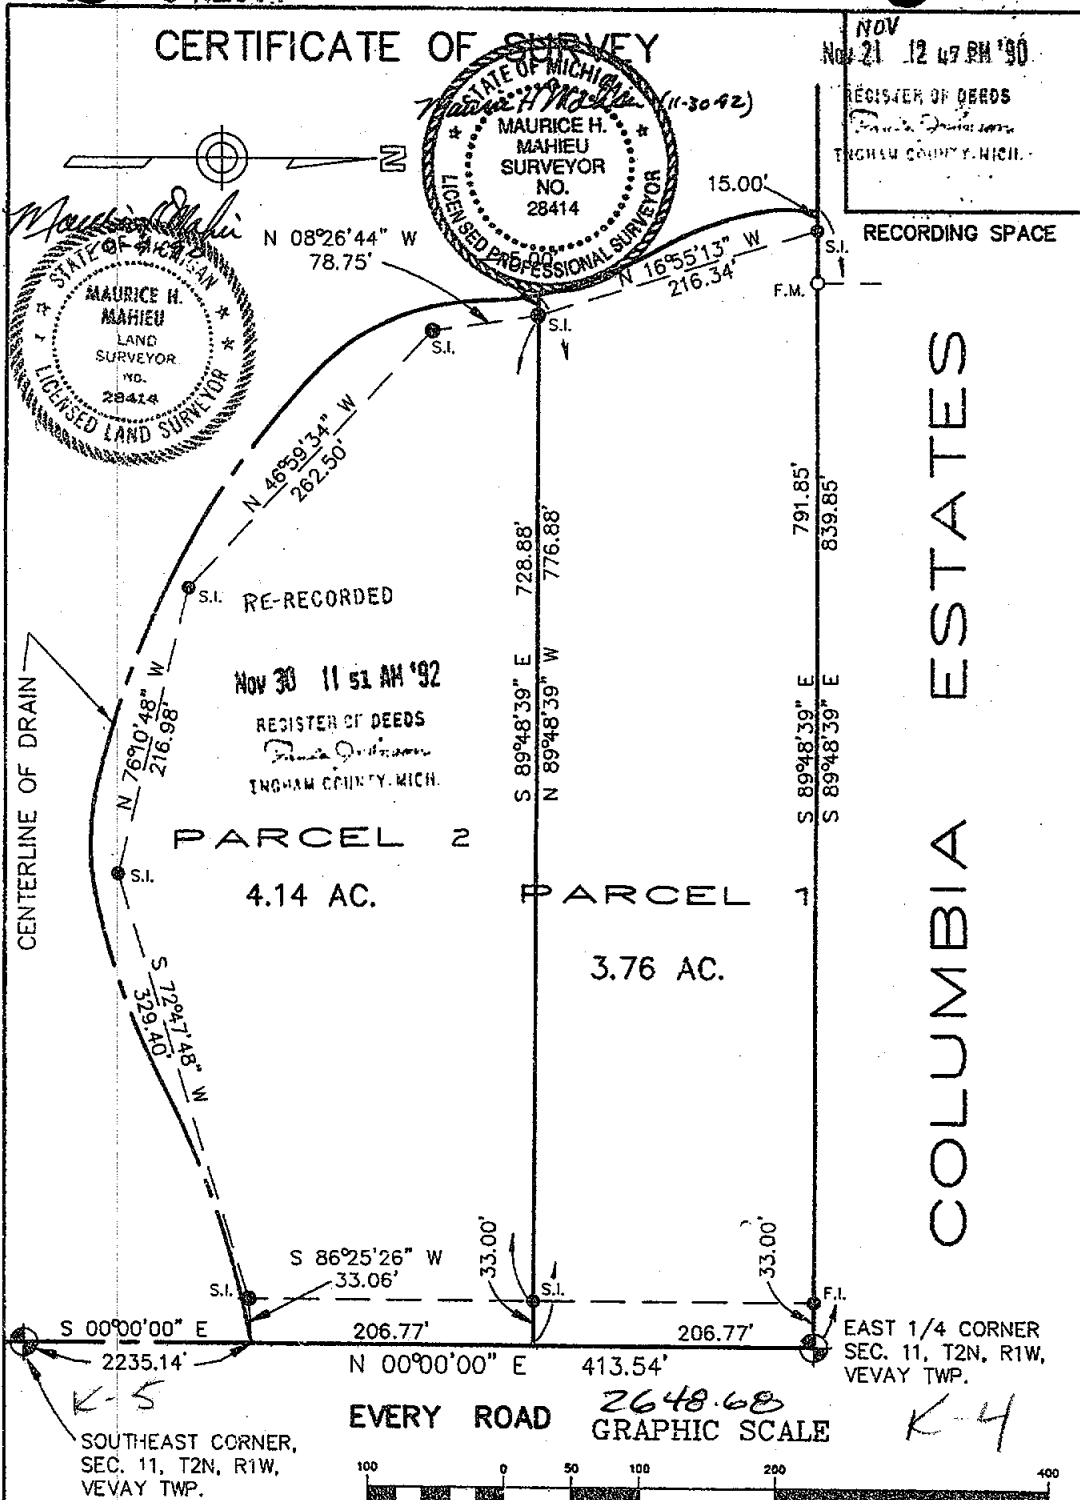 CERTIFICATE OF SURVEY
NOV
Nov 21 12 47 PM '90
REGISTER OF DEEDS
INGHAM COUNTY, MICH.
RECORDING SPACE
STATE OF MICHIGAN
(11-30-92)
MAURICE H.
MAHIEU
SURVEYOR
NO.
28414
LICENSED PROFESSIONAL SURVEYOR
N
STATE OF MICHIGAN
MAURICE H.
MAHIEU
LAND
SURVEYOR
NO.
28414
LICENSED LAND SURVEYOR
N 08°26'44" W
78.75'
15.00'
5.00'
N 16°55'13" W
216.34'
S.I.
F.M.
S.I.
S.I.
N 46°59'34" W
262.50'
S.I.
RE-RECORDED
Nov 30 11 51 AM '92
REGISTER OF DEEDS
INGHAM COUNTY, MICH.
728.88'
776.88'
S 89°48'39" E
N 89°48'39" W
791.85'
839.85'
S 89°48'39" E
S 89°48'39" E
COLUMBIA ESTATES
CENTERLINE OF DRAIN
N 76°10'48" W
216.98'
S.I.
PARCEL 2
4.14 AC.
PARCEL 1
3.76 AC.
S 72°47'48" W
329.40'
S 86°25'26" W
33.06'
33.00'
33.00'
S.I.
S.I.
F.I.
S 00°00'00" E
2235.14'
206.77'
206.77'
N 00°00'00" E 413.54'
EAST 1/4 CORNER
SEC. 11, T2N, R1W,
VEVAY TWP.
K-5
K-4
EVERY ROAD
2648.68
GRAPHIC SCALE
SOUTHEAST CORNER,
SEC. 11, T2N, R1W,
VEVAY TWP.
100 0 50 100 200 400